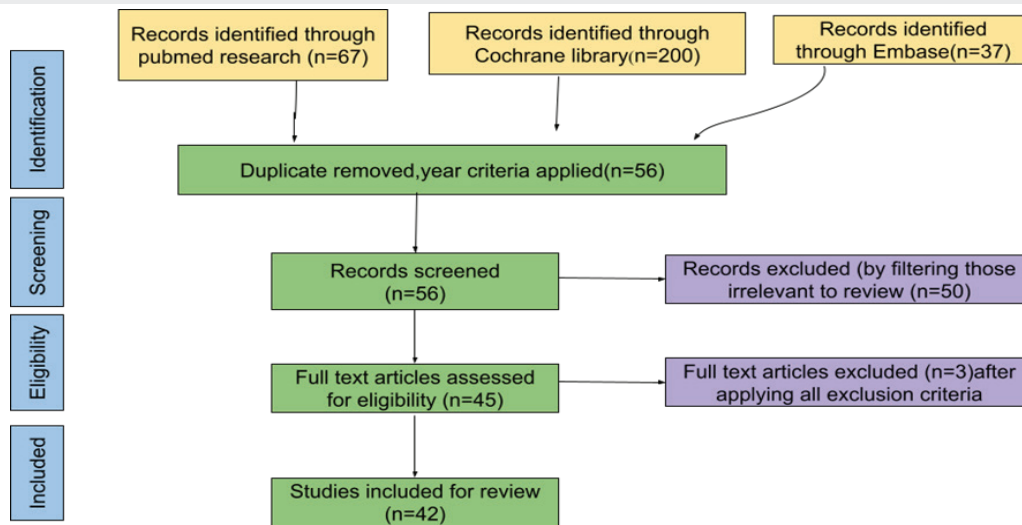 Identification
Records identified through
pubmed research (n=67)
Records identified through
Cochrane library(n=200)
Records identified
through Embase(n=37)
Duplicate removed,year criteria applied(n=56)
Screening
Records screened
(n=56)
Records excluded (by filtering those
irrelevant to review (n=50)
Eligibility
Full text articles assessed
for eligibility (n=45)
Full text articles excluded (n=3)after
applying all exclusion criteria
Included
Studies included for review
(n=42)